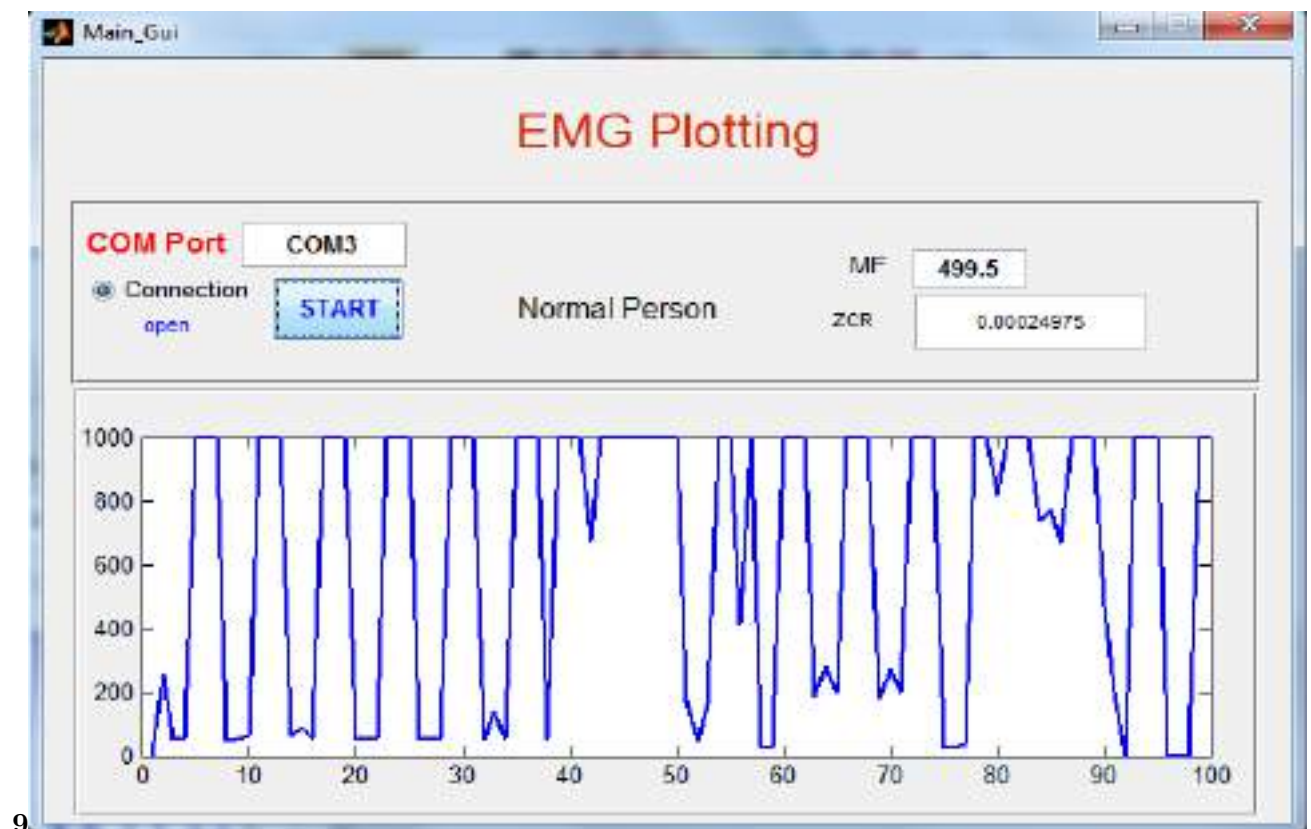 Main_Gui
EMG Plotting
COM Port COM3
Connection
open
START
Normal Person
MF 499.5
ZCR 0.00024975
1000
800
600
400
200
0
0 10 20 30 40 50 60 70 80 90 100
9